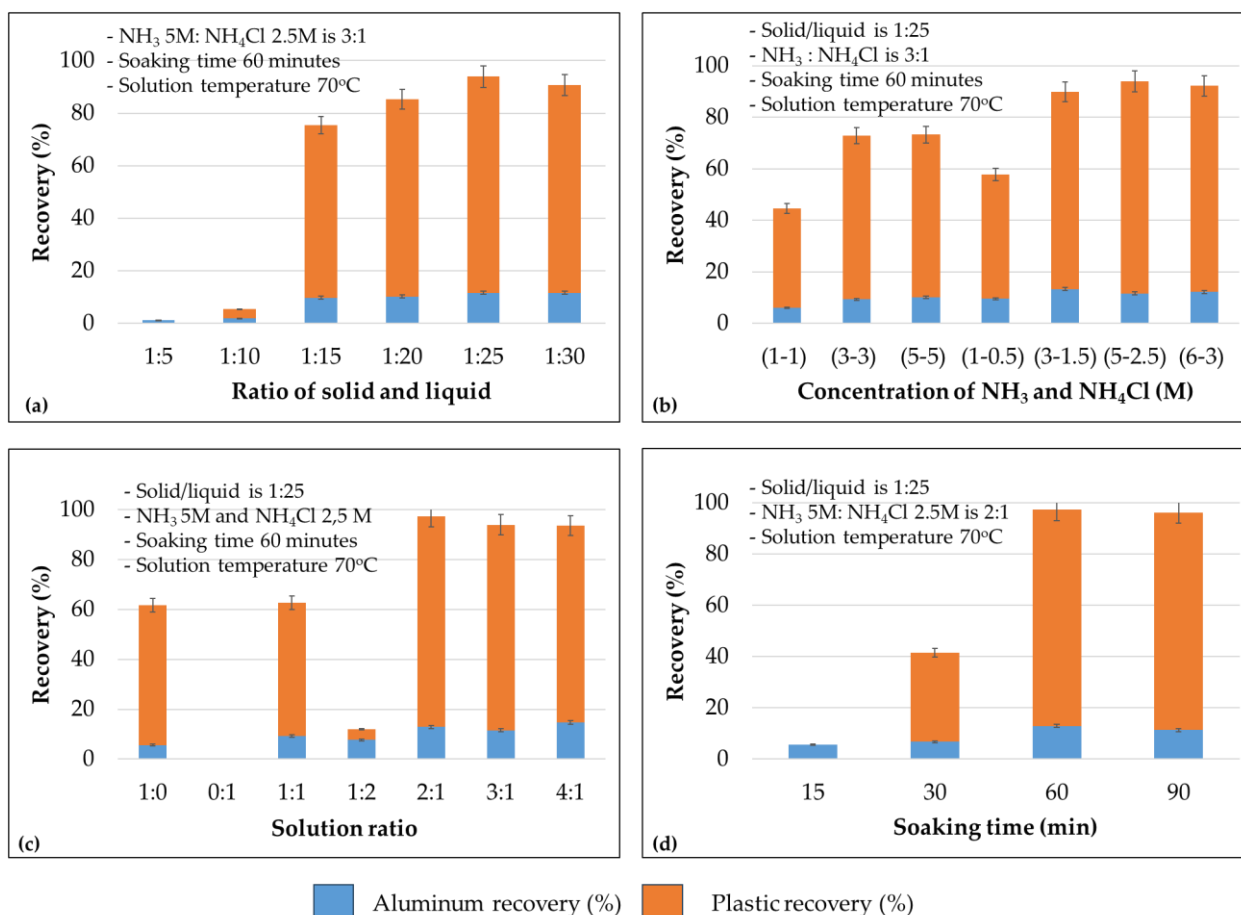 - NH₃ 5M: NH₄Cl 2.5M is 3:1
- Soaking time 60 minutes
- Solution temperature 70ᵒC
100
80
60
40
20
0
Recovery (%)
1:5 1:10 1:15 1:20 1:25 1:30
Ratio of solid and liquid
(a)
- Solid/liquid is 1:25
- NH₃ : NH₄Cl is 3:1
- Soaking time 60 minutes
- Solution temperature 70ᵒC
100
80
60
40
20
0
Recovery (%)
(1-1) (3-3) (5-5) (1-0.5) (3-1.5) (5-2.5) (6-3)
Concentration of NH₃ and NH₄Cl (M)
(b)
- Solid/liquid is 1:25
- NH₃ 5M and NH₄Cl 2,5 M
- Soaking time 60 minutes
- Solution temperature 70ᵒC
100
80
60
40
20
0
Recovery (%)
1:0 0:1 1:1 1:2 2:1 3:1 4:1
Solution ratio
(c)
- Solid/liquid is 1:25
- NH₃ 5M: NH₄Cl 2.5M is 2:1
- Solution temperature 70ᵒC
100
80
60
40
20
0
Recovery (%)
15 30 60 90
Soaking time (min)
(d)
Aluminum recovery (%) Plastic recovery (%)